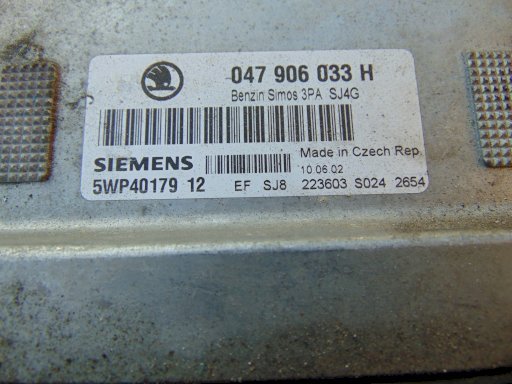 047 906 033 H
Benzin Simos 3PA SJ4G
SIEMENS
Made in Czech Rep
10.06.02
5WP40179 12 EF SJ8 223603 S024 2654